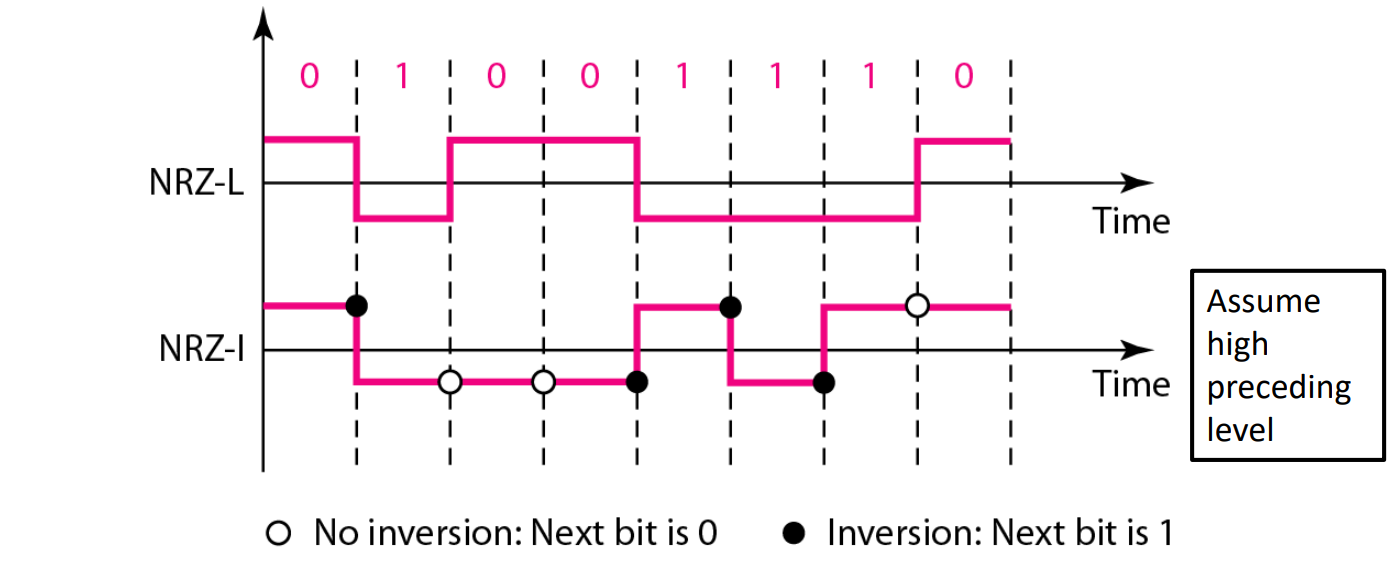 0 1 0 0 1 1 1 0
NRZ-L
Time
NRZ-I
Time
Assume
high
preceding
level
No inversion: Next bit is 0
Inversion: Next bit is 1